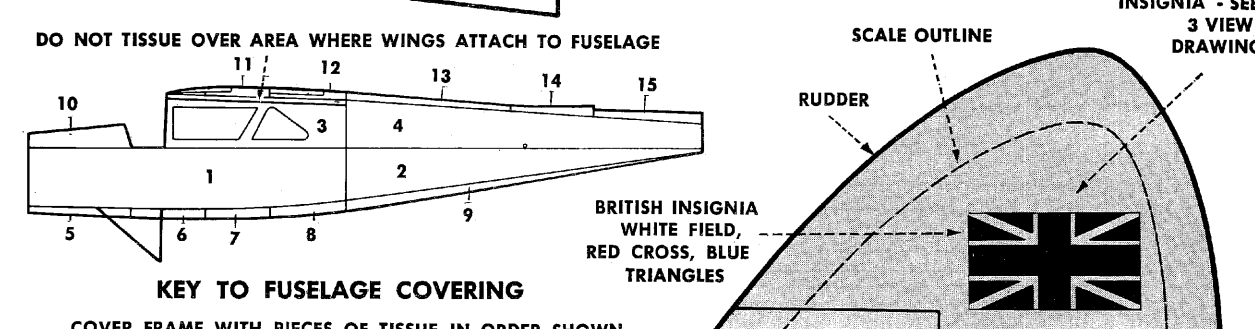 DO NOT TISSUE OVER AREA WHERE WINGS ATTACH TO FUSELAGE
11
12
13
14
15
10
3
4
1
2
5
6
7
8
9
KEY TO FUSELAGE COVERING
COVER FRAME WITH PIECES OF TISSUE IN ORDER SHOWN
SCALE OUTLINE
RUDDER
INSIGNIA - SEE
3 VIEW
DRAWING
BRITISH INSIGNIA
WHITE FIELD,
RED CROSS, BLUE
TRIANGLES